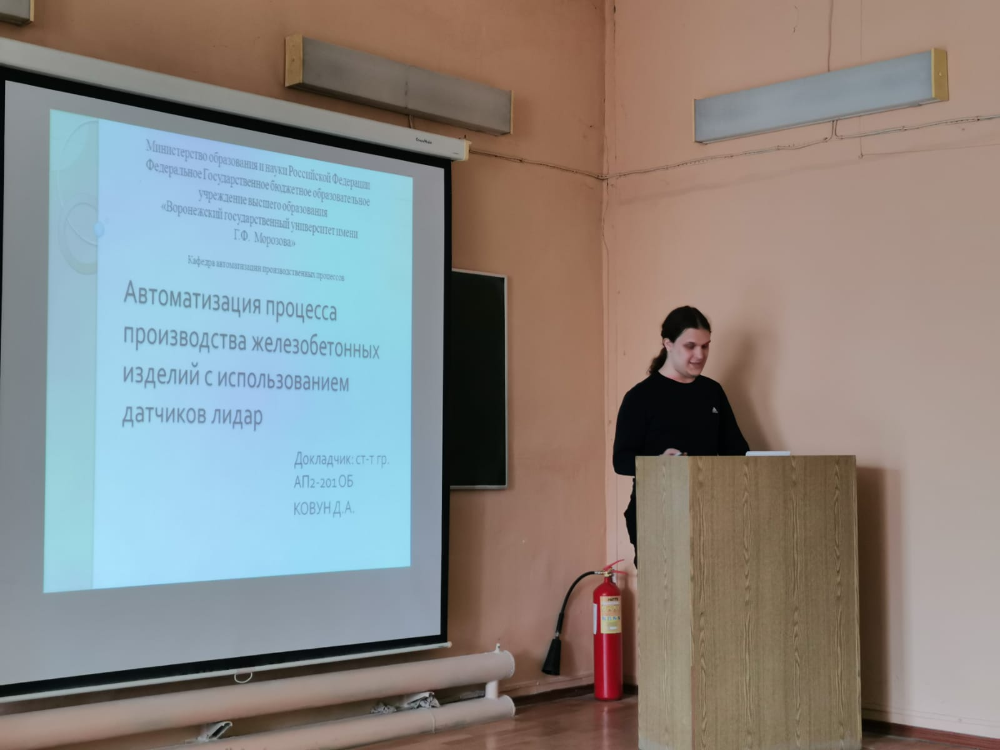 Министерство образования и науки Российской Федерации
Федеральное Государственное бюджетное образовательное
учреждение высшего образования
«Воронежский государственный университет имени
Г.Ф. Морозова»
Кафедра автоматизации производственных процессов
Автоматизация процесса
производства железобетонных
изделий с использованием
датчиков лидар
Докладчик: ст-т гр.
АП2-201 ОБ
КОВУН Д.А.